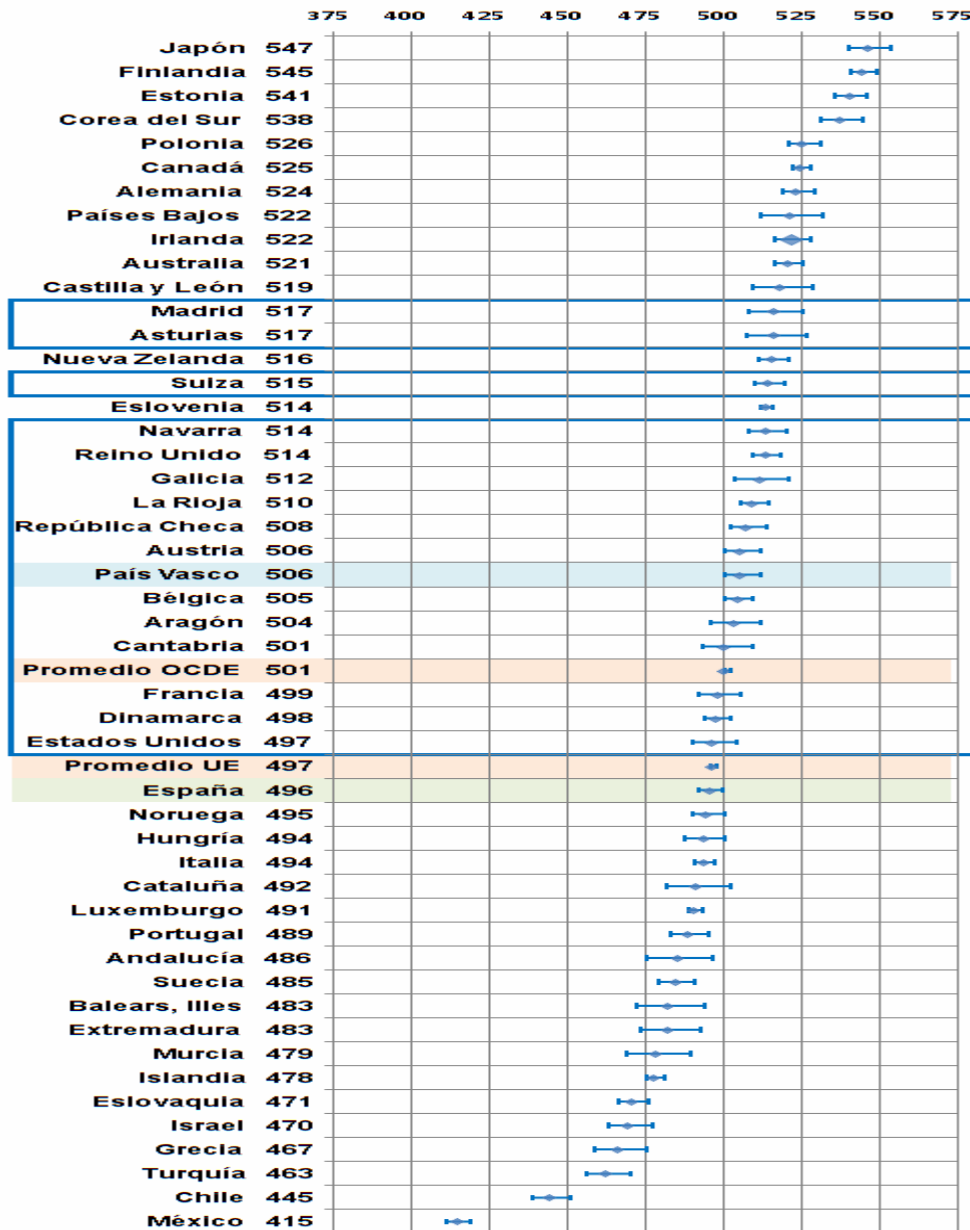 375 400 425 450 475 500 525 550 575
Japón 547
Finlandia 545
Estonia 541
Corea del Sur 538
Polonia 526
Canadá 525
Alemania 524
Países Bajos 522
Irlanda 522
Australia 521
Castilla y León 519
Madrid 517
Asturias 517
Nueva Zelanda 516
Suiza 515
Eslovenia 514
Navarra 514
Reino Unido 514
Galicia 512
La Rioja 510
República Checa 508
Austria 506
País Vasco 506
Bélgica 505
Aragón 504
Cantabria 501
Promedio OCDE 501
Francia 499
Dinamarca 498
Estados Unidos 497
Promedio UE 497
España 496
Noruega 495
Hungría 494
Italia 494
Cataluña 492
Luxemburgo 491
Portugal 489
Andalucía 486
Suecia 485
Balears, Illes 483
Extremadura 483
Murcia 479
Islandia 478
Eslovaquia 471
Israel 470
Grecia 467
Turquía 463
Chile 445
México 415